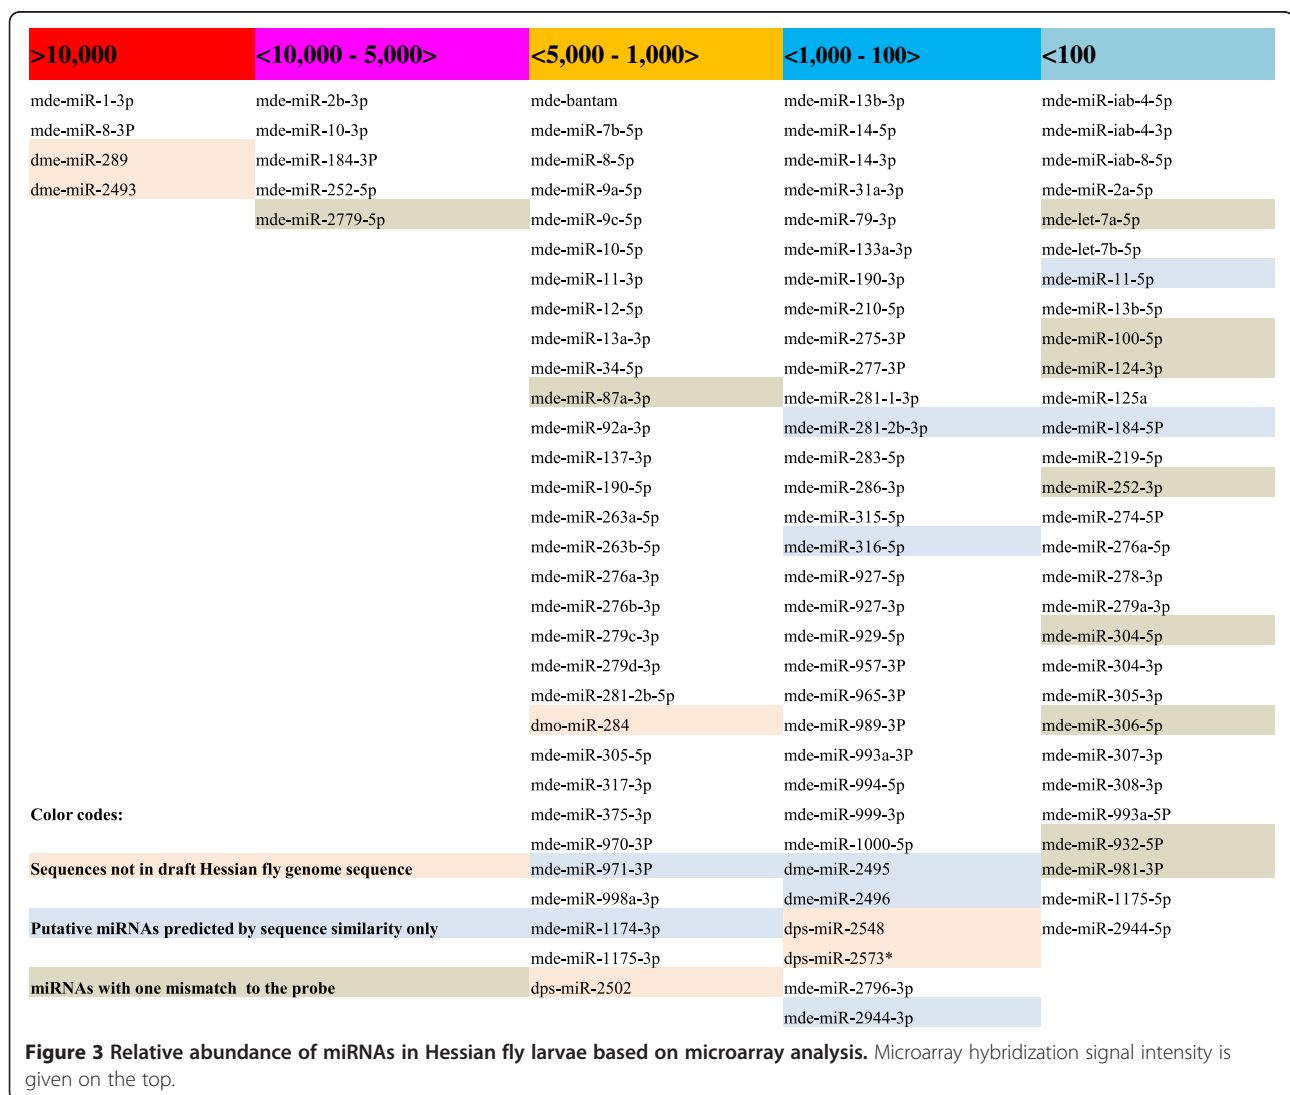 >10,000 <10,000 - 5,000> <5,000 - 1,000> <1,000 - 100> <100
mde-miR-1-3p mde-miR-2b-3p mde-bantam mde-miR-13b-3p mde-miR-iab-4-5p
mde-miR-8-3P mde-miR-10-3p mde-miR-7b-5p mde-miR-14-5p mde-miR-iab-4-3p
dme-miR-289 mde-miR-184-3P mde-miR-8-5p mde-miR-14-3p mde-miR-iab-8-5p
dme-miR-2493 mde-miR-252-5p mde-miR-9a-5p mde-miR-31a-3p mde-miR-2a-5p
mde-miR-2779-5p mde-miR-9c-5p mde-miR-79-3p mde-let-7a-5p
mde-miR-10-5p mde-miR-133a-3p mde-let-7b-5p
mde-miR-11-3p mde-miR-190-3p mde-miR-11-5p
mde-miR-12-5p mde-miR-210-5p mde-miR-13b-5p
mde-miR-13a-3p mde-miR-275-3P mde-miR-100-5p
mde-miR-34-5p mde-miR-277-3P mde-miR-124-3p
mde-miR-87a-3p mde-miR-281-1-3p mde-miR-125a
mde-miR-92a-3p mde-miR-281-2b-3p mde-miR-184-5P
mde-miR-137-3p mde-miR-283-5p mde-miR-219-5p
mde-miR-190-5p mde-miR-286-3p mde-miR-252-3p
mde-miR-263a-5p mde-miR-315-5p mde-miR-274-5P
mde-miR-263b-5p mde-miR-316-5p mde-miR-276a-5p
mde-miR-276a-3p mde-miR-927-5p mde-miR-278-3p
mde-miR-276b-3p mde-miR-927-3p mde-miR-279a-3p
mde-miR-279c-3p mde-miR-929-5p mde-miR-304-5p
mde-miR-279d-3p mde-miR-957-3P mde-miR-304-3p
mde-miR-281-2b-5p mde-miR-965-3P mde-miR-305-3p
dmo-miR-284 mde-miR-989-3P mde-miR-306-5p
mde-miR-305-5p mde-miR-993a-3P mde-miR-307-3p
mde-miR-317-3p mde-miR-994-5p mde-miR-308-3p
Color codes: mde-miR-375-3p mde-miR-999-3p mde-miR-993a-5P
mde-miR-970-3P mde-miR-1000-5p mde-miR-932-5P
Sequences not in draft Hessian fly genome sequence mde-miR-971-3P dme-miR-2495 mde-miR-981-3P
mde-miR-998a-3p dme-miR-2496 mde-miR-1175-5p
Putative miRNAs predicted by sequence similarity only mde-miR-1174-3p dps-miR-2548 mde-miR-2944-5p
mde-miR-1175-3p dps-miR-2573*
miRNAs with one mismatch to the probe dps-miR-2502 mde-miR-2796-3p
mde-miR-2944-3p
Figure 3 Relative abundance of miRNAs in Hessian fly larvae based on microarray analysis. Microarray hybridization signal intensity is
given on the top.